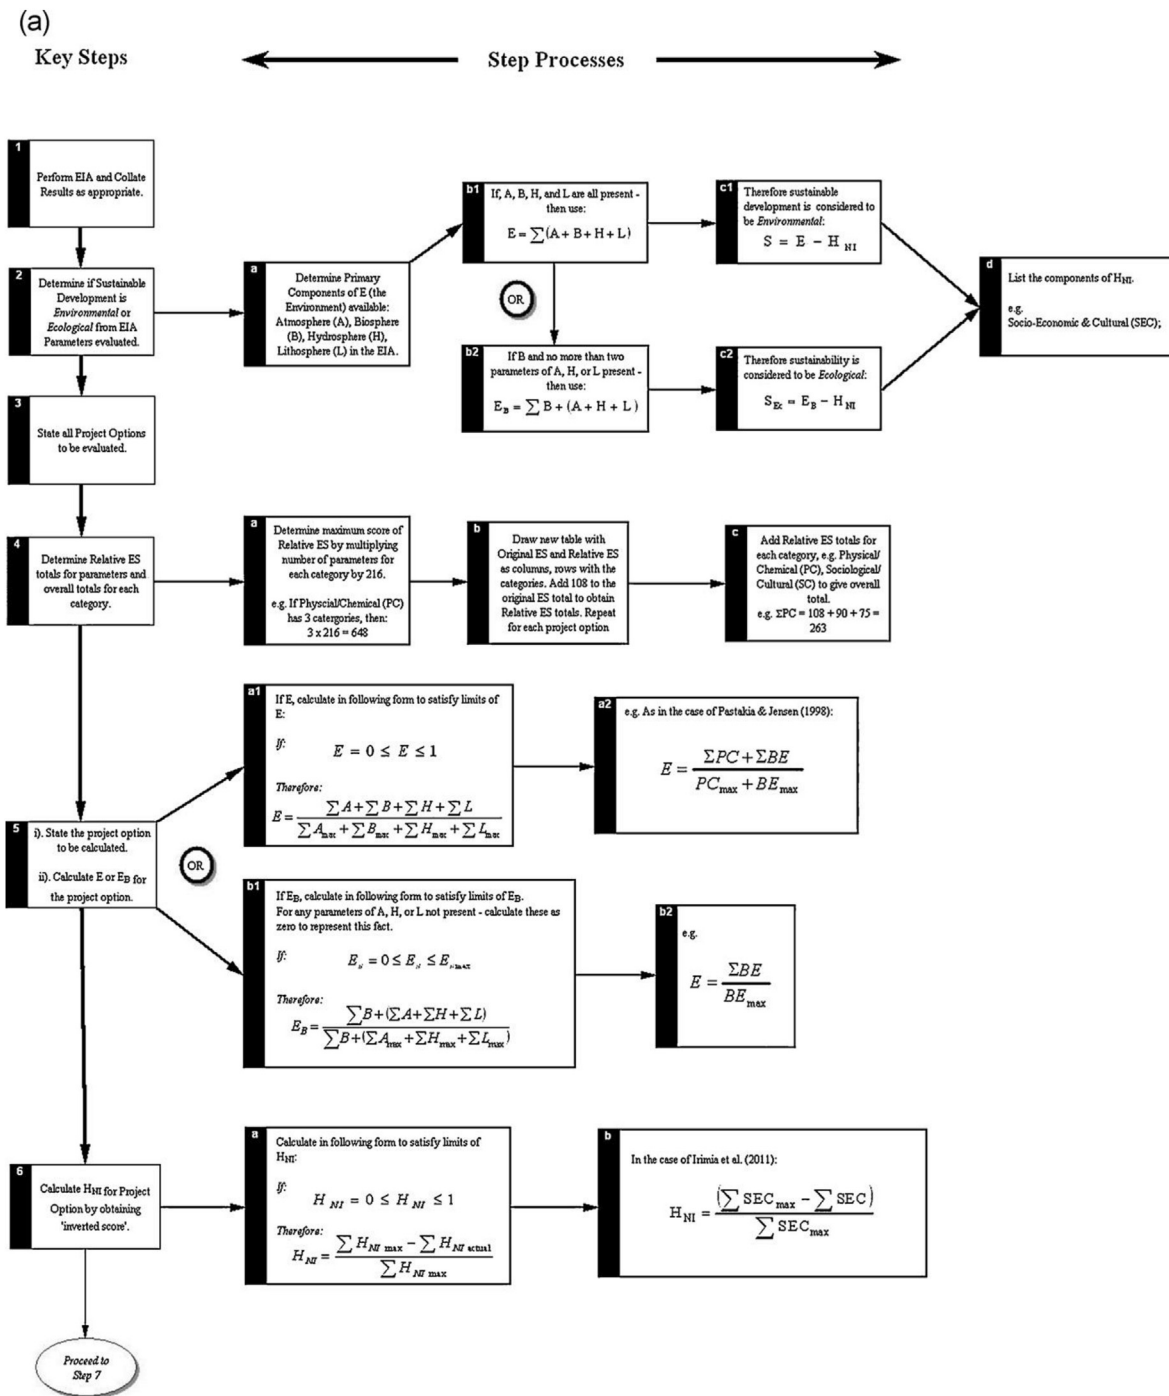 (a)
Key Steps
Step Processes
1
Perform EIA and Collate
Results as appropriate.
2
Determine if Sustainable
Development is
Environmental or
Ecological from EIA
Parameters evaluated.
a
Determine Primary
Components of E (the
Environment) available:
Atmosphere (A), Biosphere
(B), Hydrosphere (H),
Lithosphere (L) in the EIA.
b1
If, A, B, H, and L are all present -
then use:
E = ∑(A + B + H + L)
OR
b2
If B and no more than two
parameters of A, H, or L present -
then use:
E_B = ∑ B + (A + H + L)
c1
Therefore sustainable
development is considered to
be Environmental:
S = E − H_NI
c2
Therefore sustainability is
considered to be Ecological:
S_Ec = E_B − H_NI
d
List the components of H_NI.
e.g.
Socio-Economic & Cultural (SEC);
3
State all Project Options
to be evaluated.
4
Determine Relative ES
totals for parameters and
overall totals for each
category.
a
Determine maximum score of
Relative ES by multiplying
number of parameters for
each category by 216.
e.g. If Physcial/Chemical (PC)
has 3 catergories, then:
3 x 216 = 648
b
Draw new table with
Original ES and Relative ES
as columns, rows with the
categories. Add 108 to the
original ES total to obtain
Relative ES totals. Repeat
for each project option
c
Add Relative ES totals for
each category, e.g. Physical/
Chemical (PC), Sociological/
Cultural (SC) to give overall
total.
e.g. ΣPC = 108 + 90 + 75 =
263
5
i). State the project option
to be calculated.
ii). Calculate E or E_B for
the project option.
OR
a1
If E, calculate in following form to satisfy limits of
E:
If:
E = 0 ≤ E ≤ 1
Therefore:
E = (∑A + ∑B + ∑H + ∑L) / (∑A_max + ∑B_max + ∑H_max + ∑L_max)
a2
e.g. As in the case of Pastakia & Jensen (1998):
E = (ΣPC + ΣBE) / (PC_max + BE_max)
b1
If E_B, calculate in following form to satisfy limits of E_B.
For any parameters of A, H, or L not present - calculate these as
zero to represent this fact.
If:
Therefore:
E_B = (∑B + (∑A + ∑H + ∑L)) / (∑B + (∑A_max + ∑H_max + ∑L_max))
b2
e.g.
E = ΣBE / BE_max
6
Calculate H_NI for Project
Option by obtaining
'inverted score'.
a
Calculate in following form to satisfy limits of
H_NI:
If:
H_NI = 0 ≤ H_NI ≤ 1
Therefore:
H_NI = (∑H_NI max − ∑H_NI actual) / ∑H_NI max
b
In the case of Irimia et al. (2011):
H_NI = (∑SEC_max − ∑SEC) / ∑SEC_max
Proceed to
Step 7